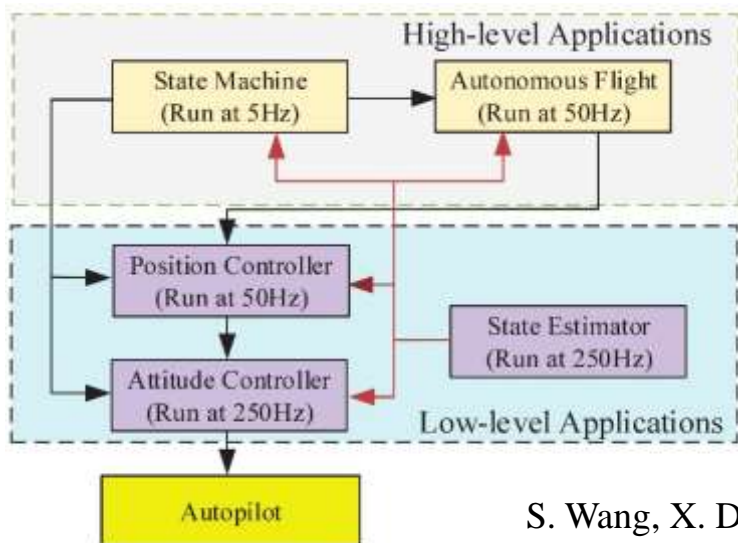 High-level Applications
State Machine
(Run at 5Hz)
Autonomous Flight
(Run at 50Hz)
Position Controller
(Run at 50Hz)
State Estimator
(Run at 250Hz)
Attitude Controller
(Run at 250Hz)
Low-level Applications
Autopilot
S. Wang, X. D